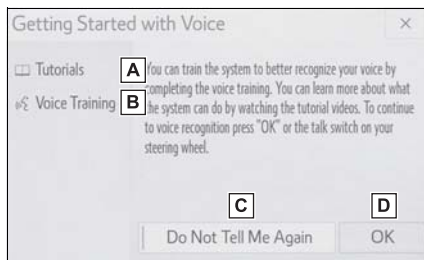 Getting Started with Voice ×
Tutorials A You can train the system to better recognize your voice by
completing the voice training. You can learn more about what
Voice Training B the system can do by watching the tutorial videos. To continue
to voice recognition press "OK" or the talk switch on your
steering wheel.
C D
Do Not Tell Me Again OK